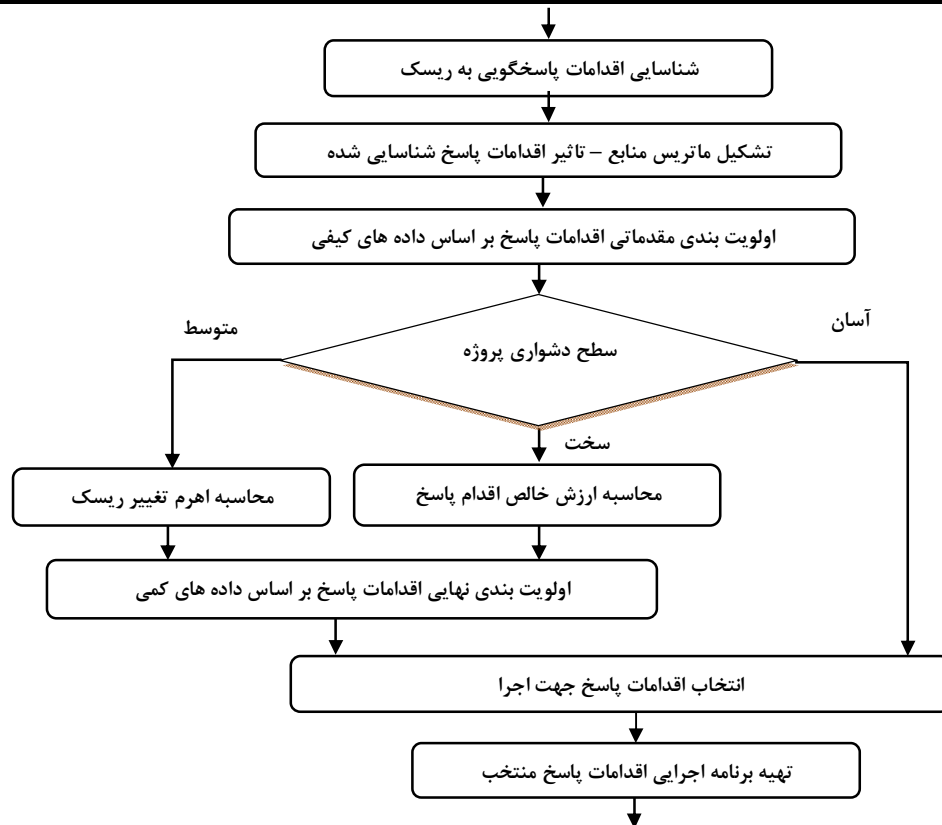 شناسایی اقدامات پاسخگویی به ریسک
تشکیل ماتریس منابع – تاثیر اقدامات پاسخ شناسایی شده
اولویت بندی مقدماتی اقدامات پاسخ بر اساس داده های کیفی
آسان
متوسط
سطح دشواری پروژه
سخت
محاسبه ارزش خالص اقدام پاسخ
محاسبه اهرم تغییر ریسک
اولویت بندی نهایی اقدامات پاسخ بر اساس داده های کمی
انتخاب اقدامات پاسخ جهت اجرا
تهیه برنامه اجرایی اقدامات پاسخ منتخب